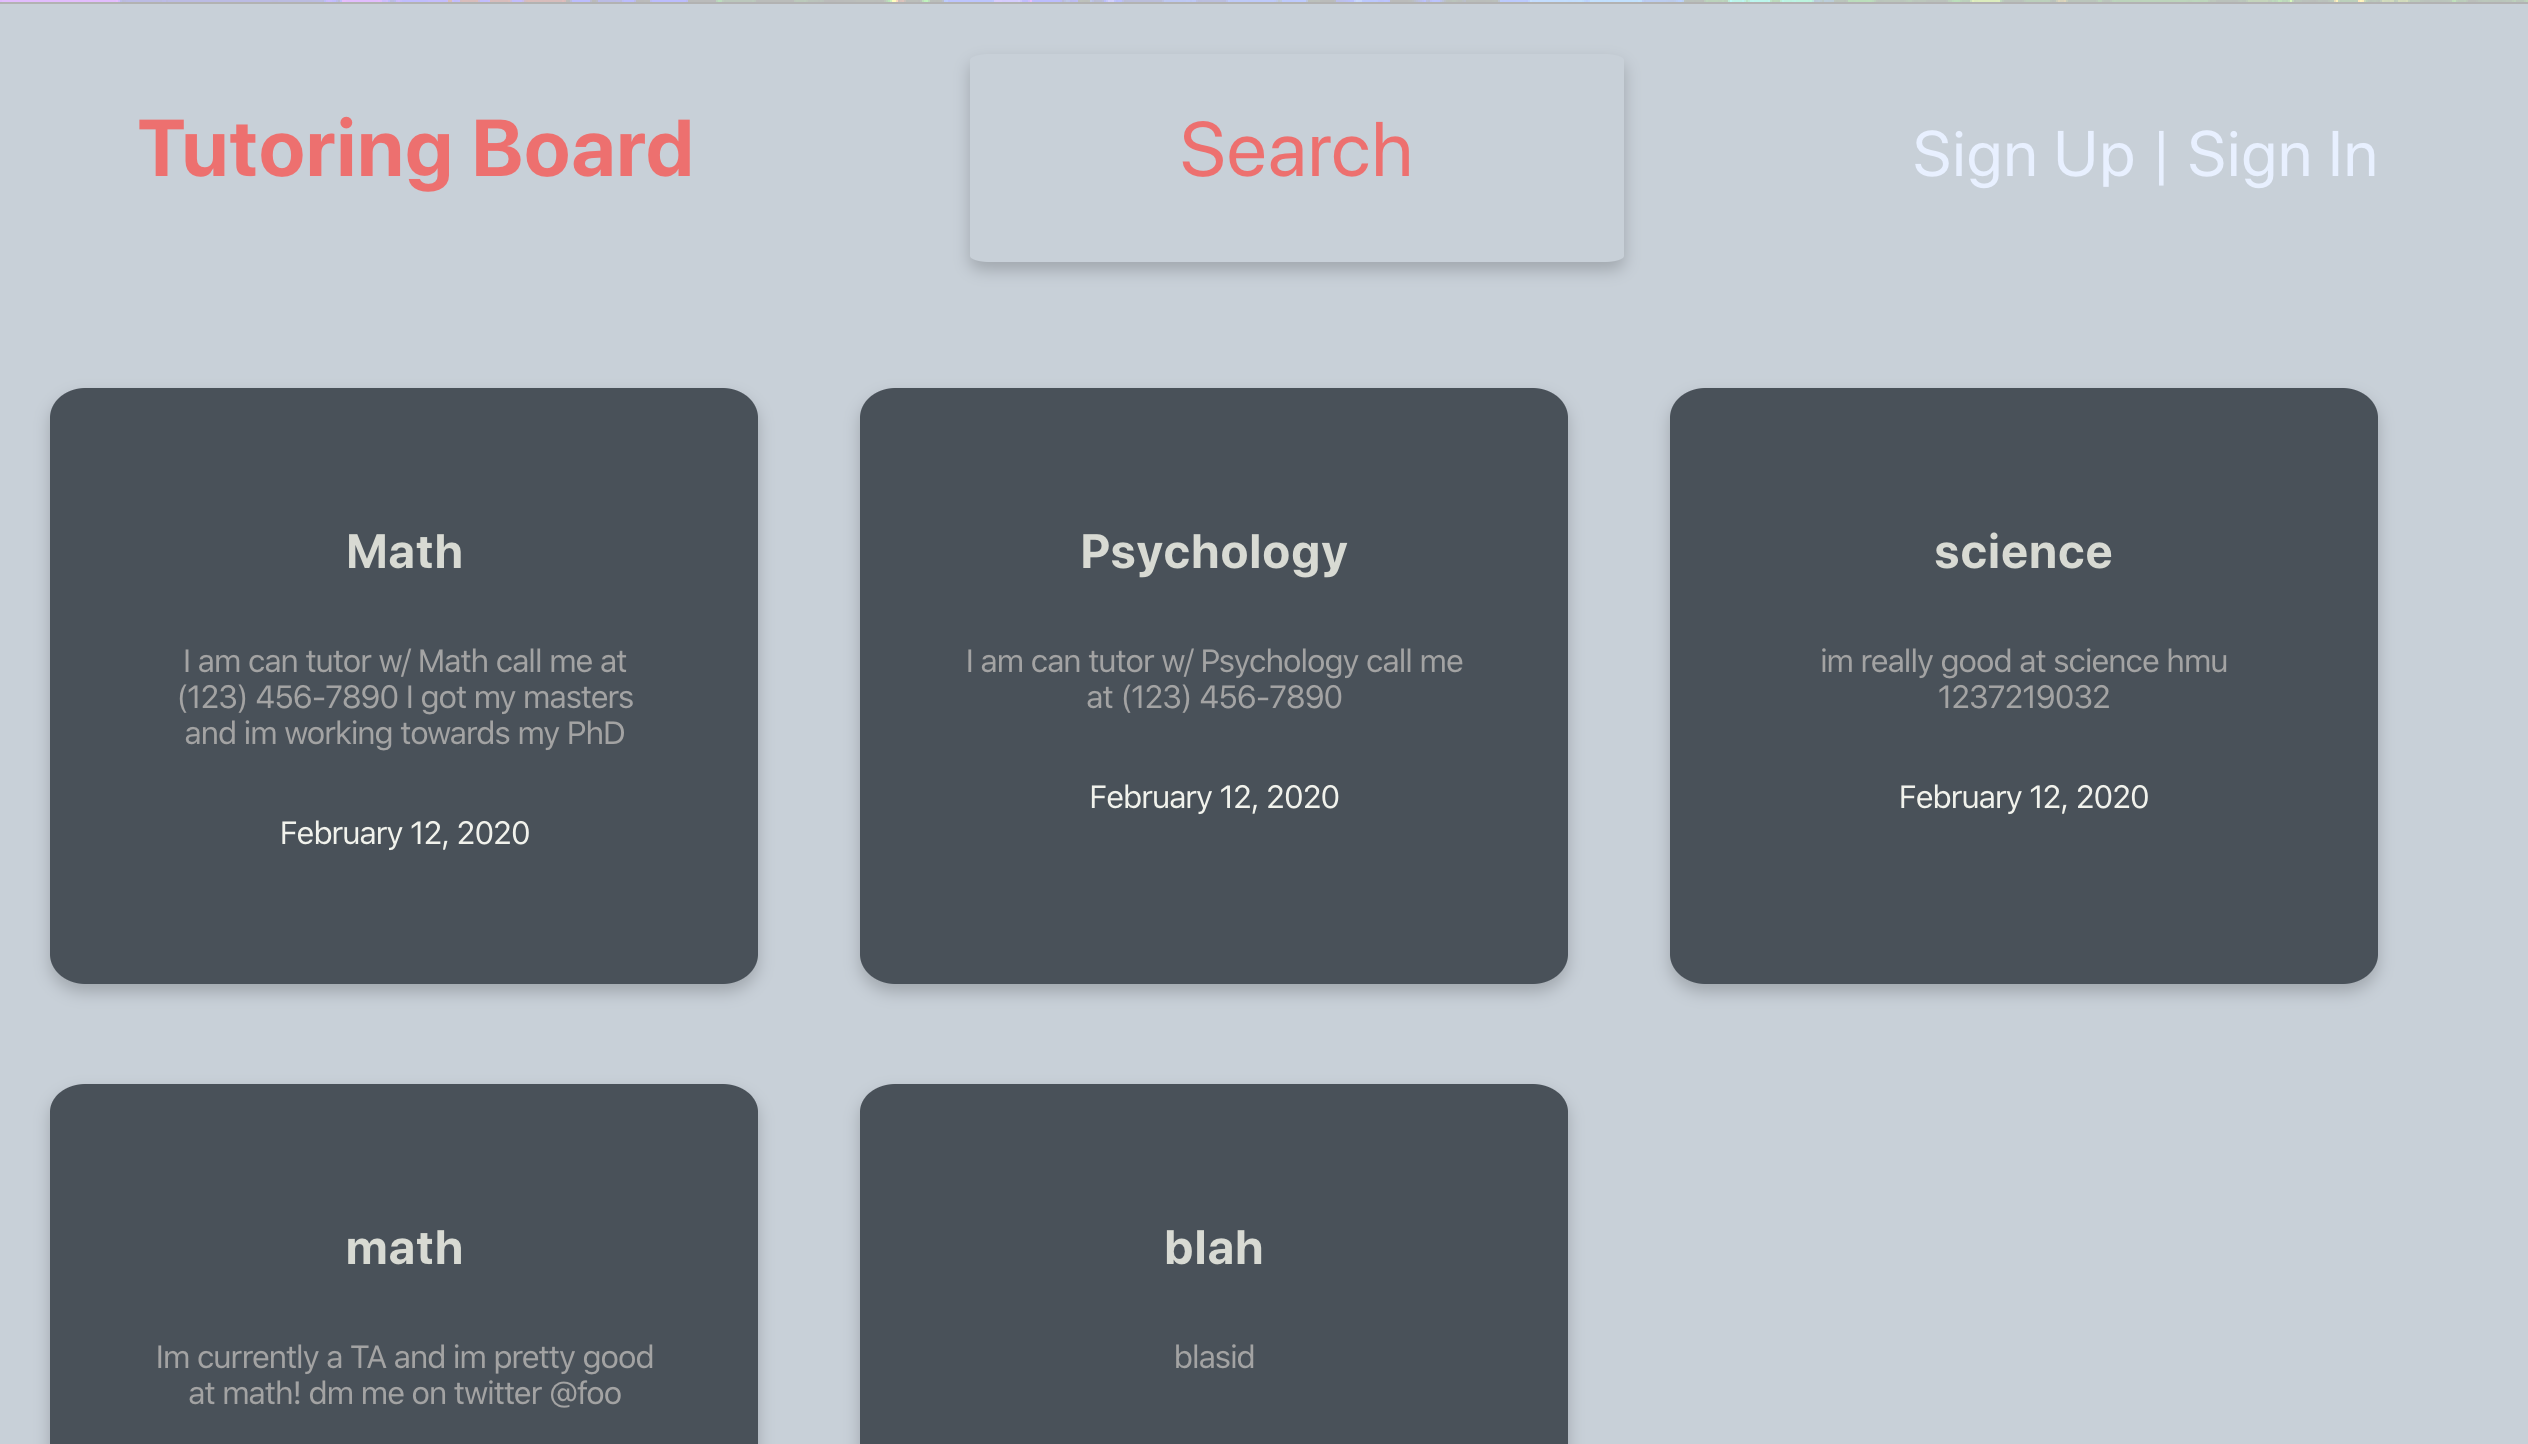 Tutoring Board
Search
Sign Up | Sign In
Math
I am can tutor w/ Math call me at
(123) 456-7890 I got my masters
and im working towards my PhD
February 12, 2020
Psychology
I am can tutor w/ Psychology call me
at (123) 456-7890
February 12, 2020
science
im really good at science hmu
1237219032
February 12, 2020
math
Im currently a TA and im pretty good
at math! dm me on twitter @foo
blah
blasid